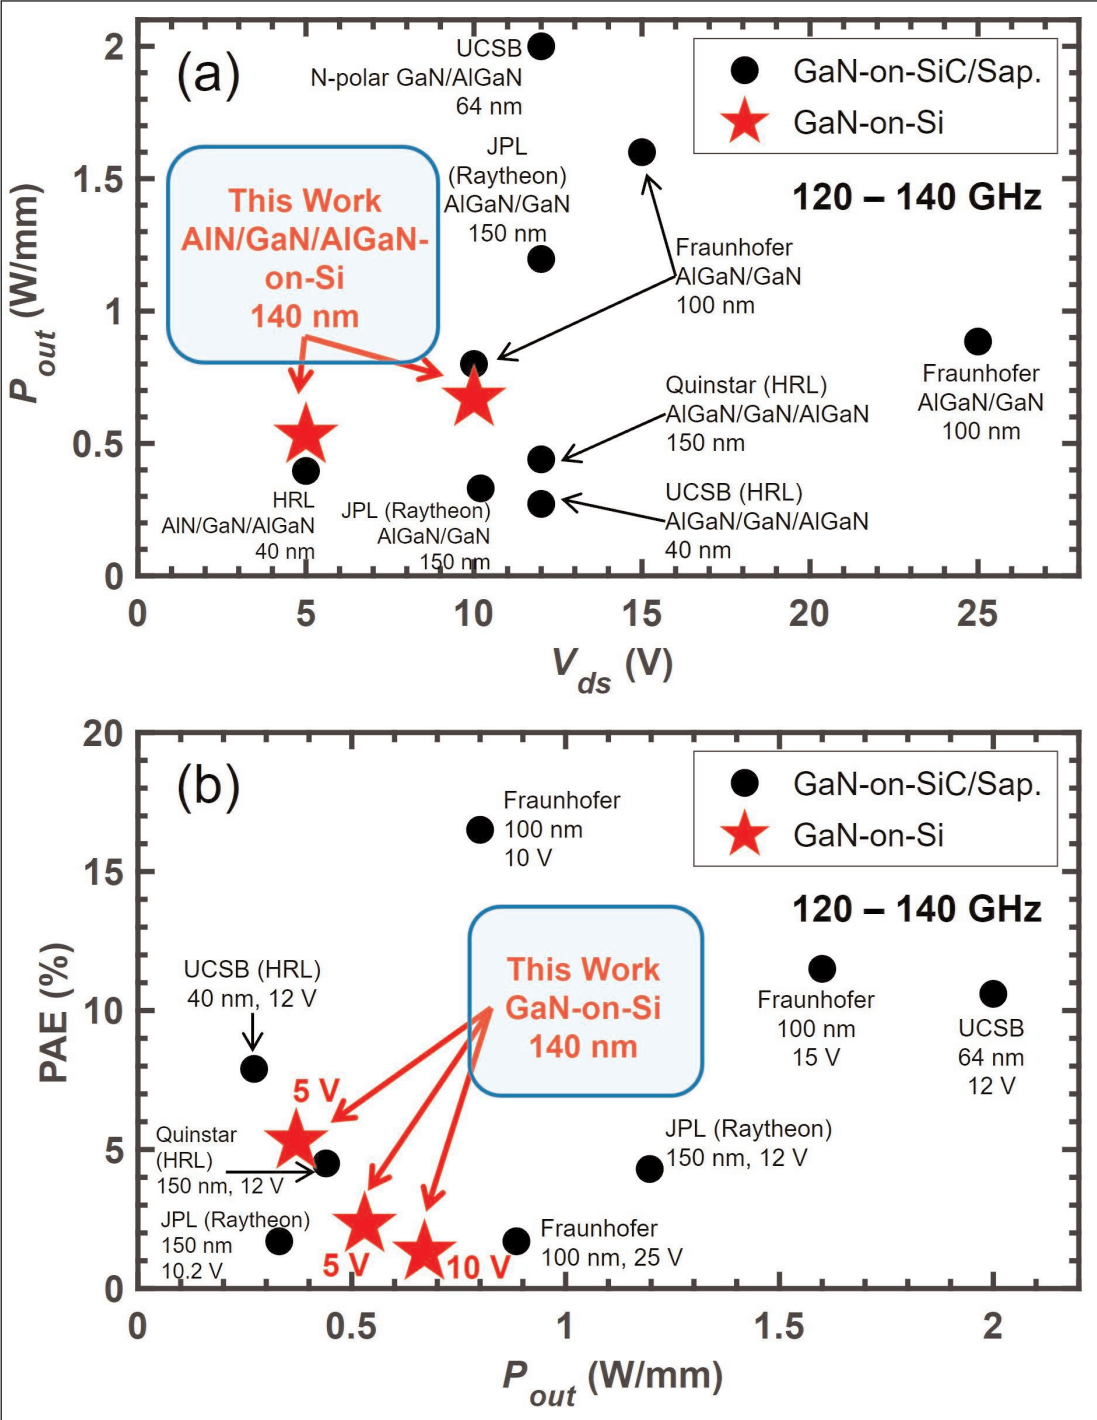 (a)
2
1.5
1
0.5
0
P_out (W/mm)
UCSB
N-polar GaN/AlGaN
64 nm
GaN-on-SiC/Sap.
GaN-on-Si
120 – 140 GHz
This Work
AlN/GaN/AlGaN-
on-Si
140 nm
JPL
(Raytheon)
AlGaN/GaN
150 nm
Fraunhofer
AlGaN/GaN
100 nm
Fraunhofer
AlGaN/GaN
100 nm
Quinstar (HRL)
AlGaN/GaN/AlGaN
150 nm
UCSB (HRL)
AlGaN/GaN/AlGaN
40 nm
HRL
AlN/GaN/AlGaN
40 nm
JPL (Raytheon)
AlGaN/GaN
150 nm
0 5 10 15 20 25
V_ds (V)
(b)
20
15
10
5
0
PAE (%)
Fraunhofer
100 nm
10 V
GaN-on-SiC/Sap.
GaN-on-Si
120 – 140 GHz
This Work
GaN-on-Si
140 nm
UCSB (HRL)
40 nm, 12 V
Fraunhofer
100 nm
15 V
UCSB
64 nm
12 V
5 V
Quinstar
(HRL)
150 nm, 12 V
JPL (Raytheon)
150 nm, 12 V
JPL (Raytheon)
150 nm
10.2 V
5 V
10 V
Fraunhofer
100 nm, 25 V
0 0.5 1 1.5 2
P_out (W/mm)